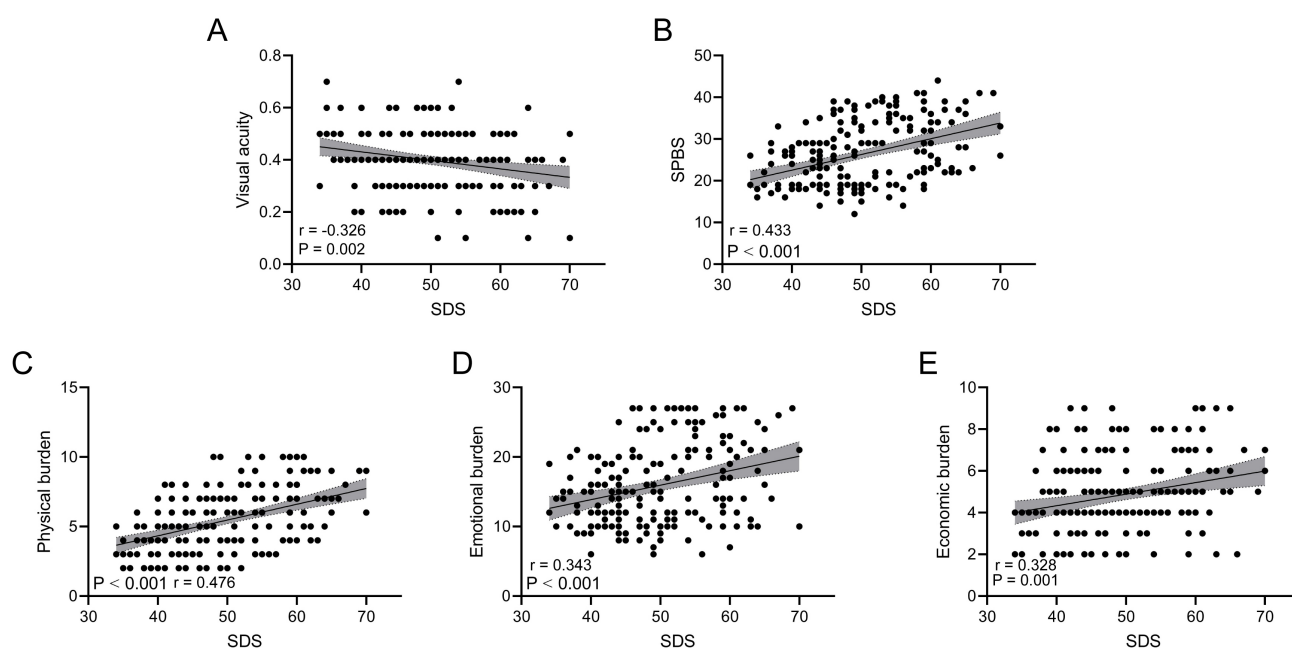 A
Visual acuity
0.8
0.6
0.4
0.2
0.0
r = -0.326
P = 0.002
30 40 50 60 70
SDS
B
SPBS
50
40
30
20
10
0
r = 0.433
P < 0.001
30 40 50 60 70
SDS
C
Physical burden
15
10
5
0
P < 0.001 r = 0.476
30 40 50 60 70
SDS
D
Emotional burden
30
20
10
0
r = 0.343
P < 0.001
30 40 50 60 70
SDS
E
Economic burden
10
8
6
4
2
0
r = 0.328
P = 0.001
30 40 50 60 70
SDS